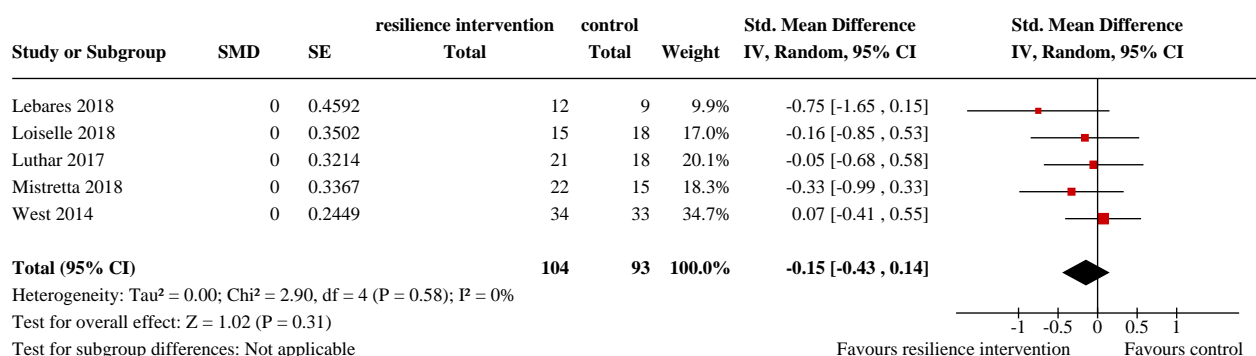 resilience intervention control Std. Mean Difference Std. Mean Difference
Study or Subgroup SMD SE Total Total Weight IV, Random, 95% CI IV, Random, 95% CI
Lebares 2018 0 0.4592 12 9 9.9% -0.75 [-1.65 , 0.15]
Loiselle 2018 0 0.3502 15 18 17.0% -0.16 [-0.85 , 0.53]
Luthar 2017 0 0.3214 21 18 20.1% -0.05 [-0.68 , 0.58]
Mistretta 2018 0 0.3367 22 15 18.3% -0.33 [-0.99 , 0.33]
West 2014 0 0.2449 34 33 34.7% 0.07 [-0.41 , 0.55]
Total (95% CI) 104 93 100.0% -0.15 [-0.43 , 0.14]
Heterogeneity: Tau² = 0.00; Chi² = 2.90, df = 4 (P = 0.58); I² = 0%
Test for overall effect: Z = 1.02 (P = 0.31)
-1 -0.5 0 0.5 1
Test for subgroup differences: Not applicable Favours resilience intervention Favours control